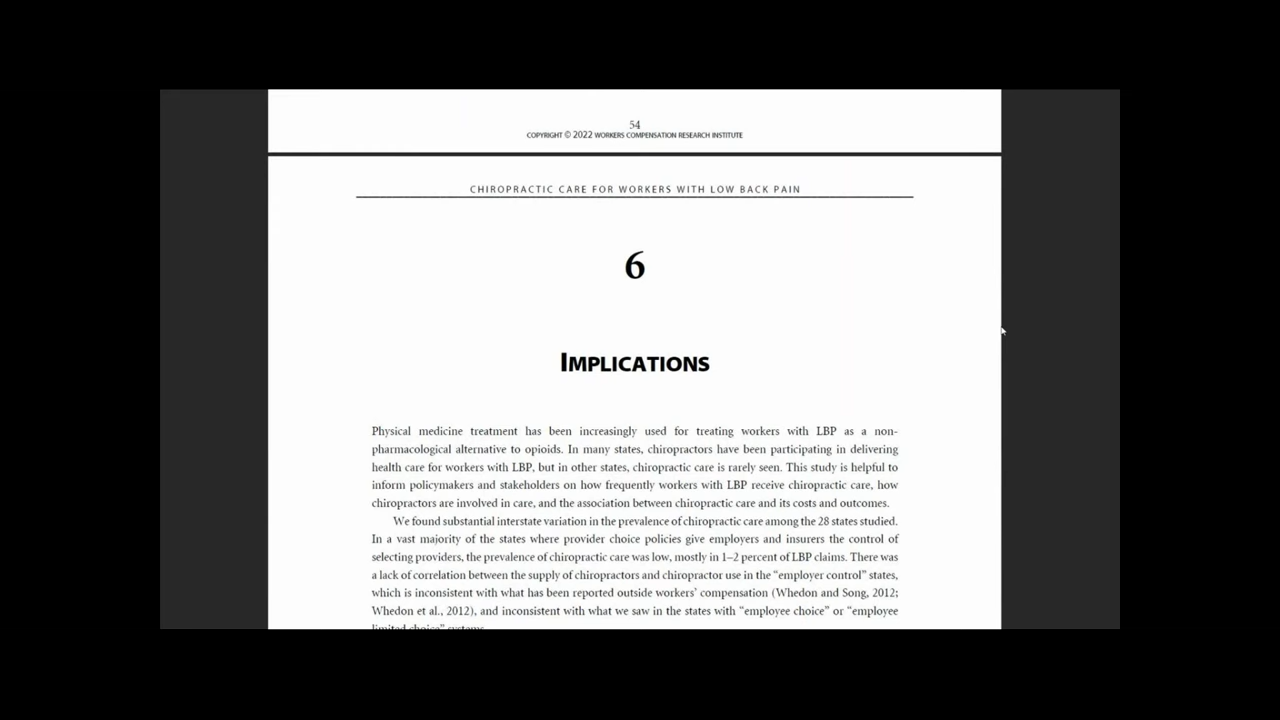 54
COPYRIGHT © 2022 WORKERS COMPENSATION RESEARCH INSTITUTE
CHIROPRACTIC CARE FOR WORKERS WITH LOW BACK PAIN
6
IMPLICATIONS
Physical medicine treatment has been increasingly used for treating workers with LBP as a non-
pharmacological alternative to opioids. In many states, chiropractors have been participating in delivering
health care for workers with LBP, but in other states, chiropractic care is rarely seen. This study is helpful to
inform policymakers and stakeholders on how frequently workers with LBP receive chiropractic care, how
chiropractors are involved in care, and the association between chiropractic care and its costs and outcomes.
We found substantial interstate variation in the prevalence of chiropractic care among the 28 states studied.
In a vast majority of the states where provider choice policies give employers and insurers the control of
selecting providers, the prevalence of chiropractic care was low, mostly in 1–2 percent of LBP claims. There was
a lack of correlation between the supply of chiropractors and chiropractor use in the “employer control” states,
which is inconsistent with what has been reported outside workers’ compensation (Whedon and Song, 2012;
Whedon et al., 2012), and inconsistent with what we saw in the states with “employee choice” or “employee
limited choice” systems.